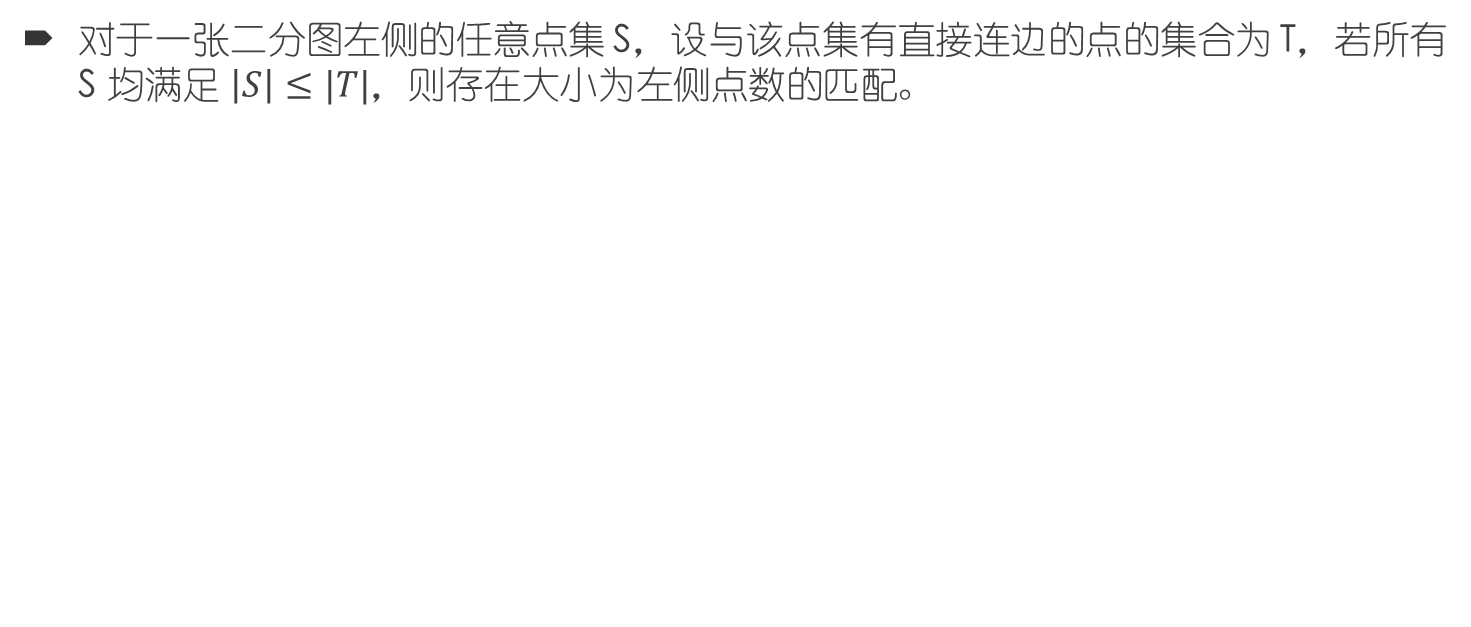 对于一张二分图左侧的任意点集 S，设与该点集有直接连边的点的集合为 T，若所有
S 均满足 |S| ≤ |T|，则存在大小为左侧点数的匹配。